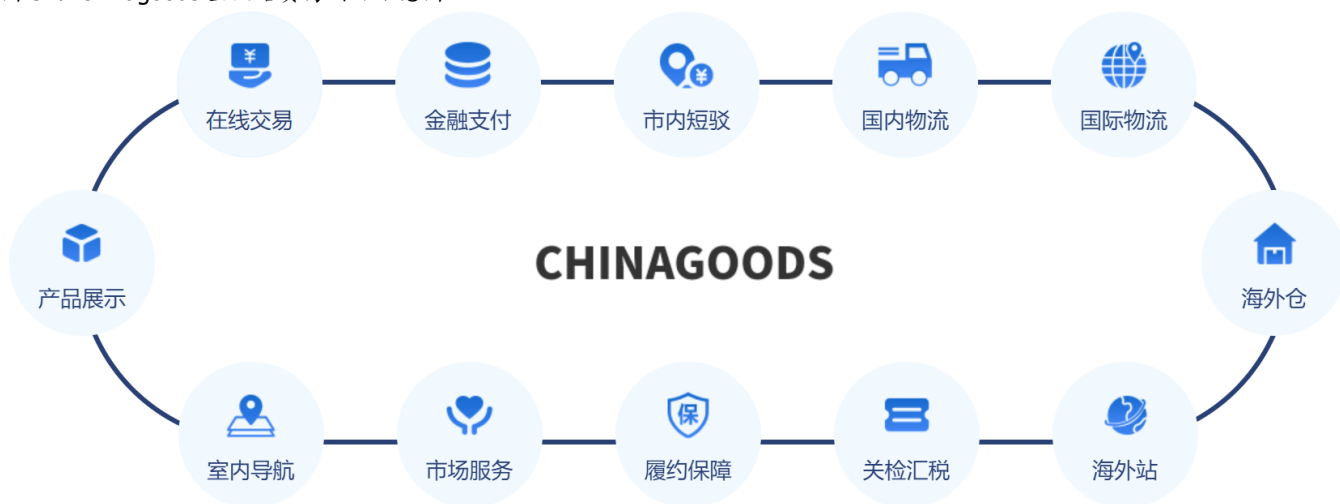 ¥
在线交易
金融支付
¥
市内短驳
国内物流
国际物流
产品展示
CHINAGOODS
海外仓
室内导航
市场服务
保
履约保障
关检汇税
海外站